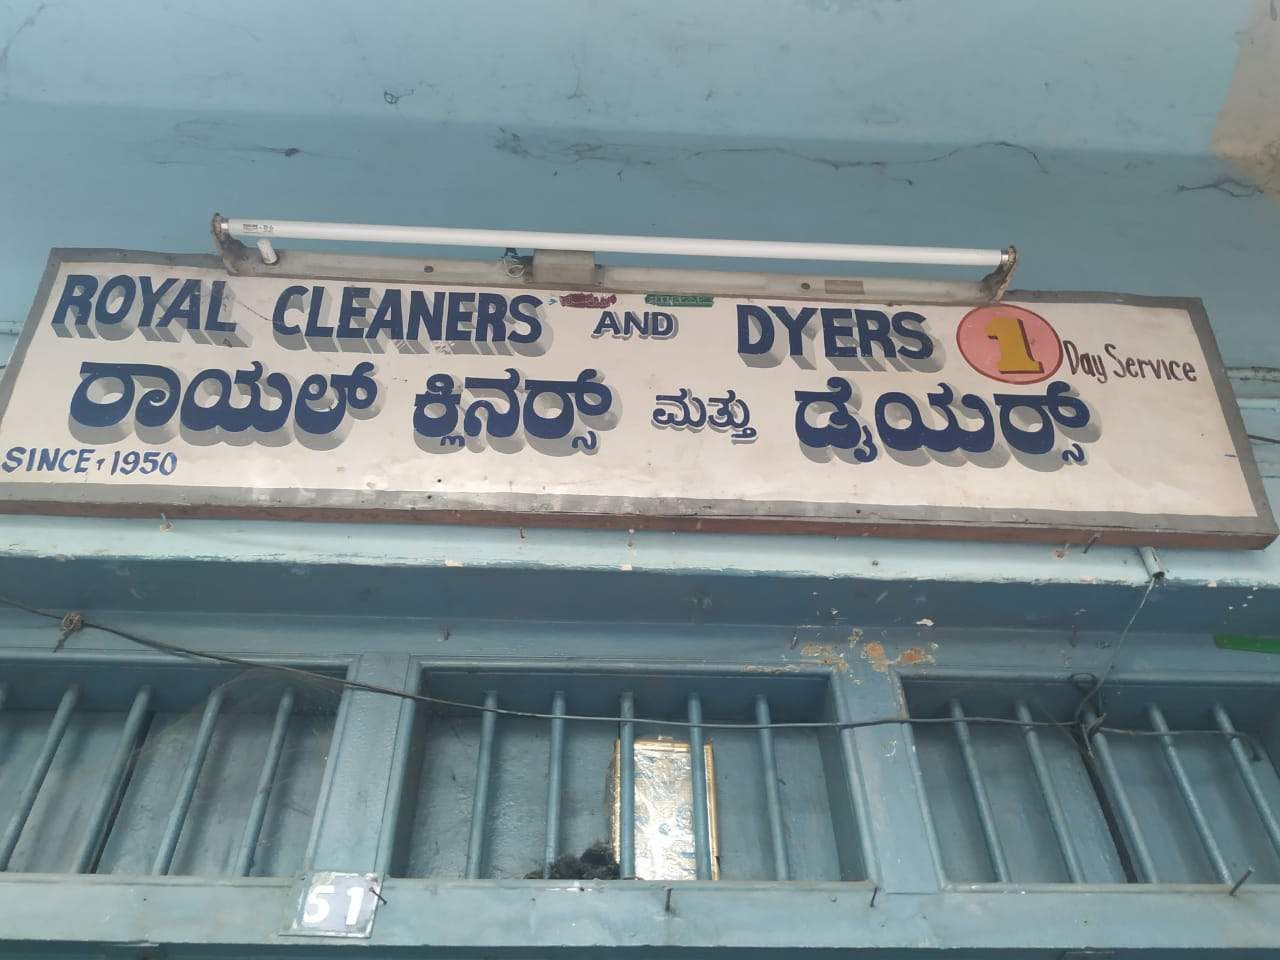 ROYAL CLEANERS AND DYERS 1 Day Service
ರಾಯಲ್ ಕ್ಲಿನರ್ಸ್ ಮತ್ತು ಡೈಯರ್ಸ್
SINCE, 1950
51